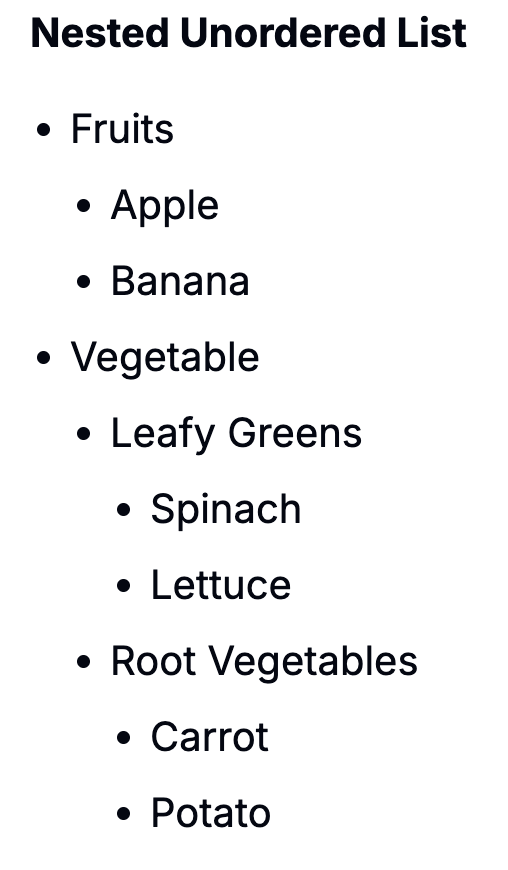 Nested Unordered List
• Fruits
• Apple
• Banana
• Vegetable
• Leafy Greens
• Spinach
• Lettuce
• Root Vegetables
• Carrot
• Potato